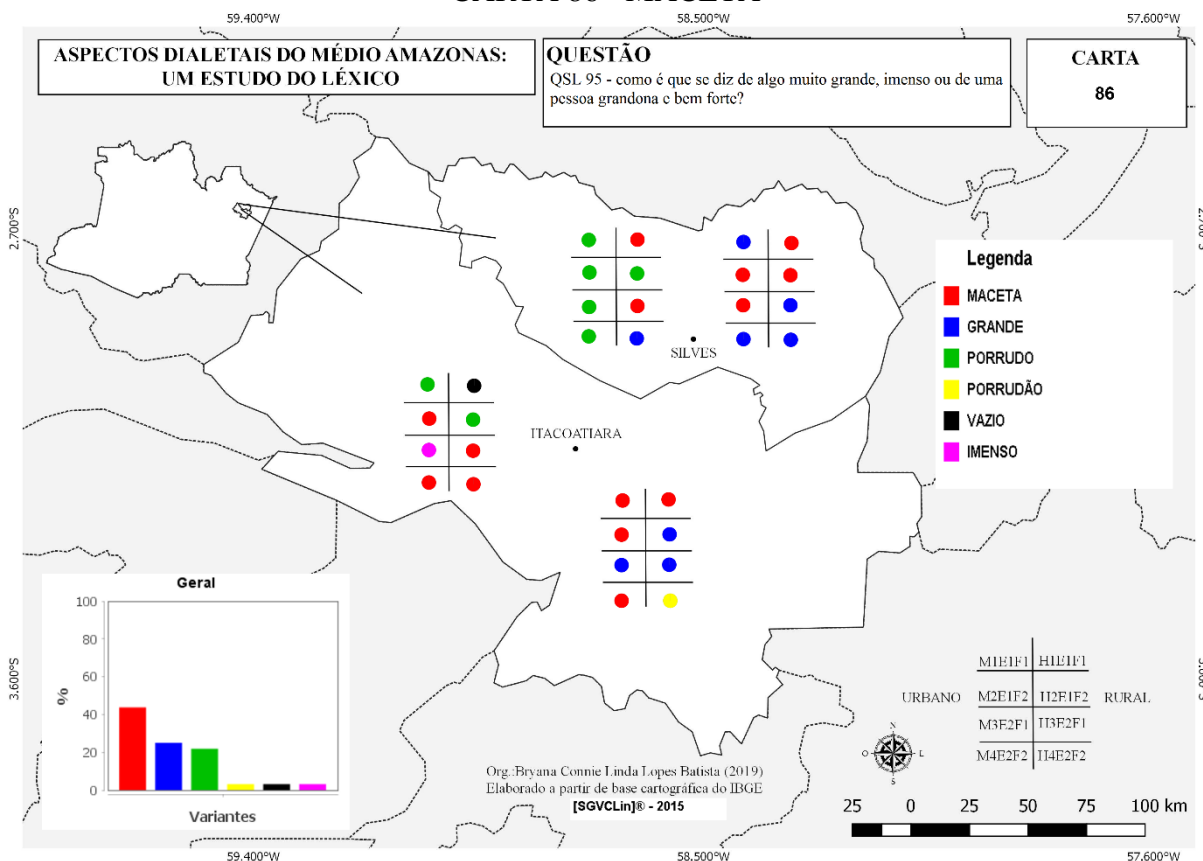 59.400°W 58.500°W 57.600°W
ASPECTOS DIALETAIS DO MÉDIO AMAZONAS:
UM ESTUDO DO LÉXICO
QUESTÃO
QSL 95 - como é que se diz de algo muito grande, imenso ou de uma
pessoa grandona e bem forte?
CARTA
86
2.700°S
Legenda
MACETA
GRANDE
PORRUDO
PORRUDÃO
VAZIO
IMENSO
SILVES
ITACOATIARA
3.600°S
Geral
100
80
60
40
20
0
%
Variantes
M1E1F1 H1E1F1
URBANO M2E1F2 H2E1F2 RURAL
M3E2F1 H3E2F1
M4E2F2 H4E2F2
N
O L
S
Org.:Bryana Connie Linda Lopes Batista (2019)
Elaborado a partir de base cartográfica do IBGE
[SGVCLin]® - 2015
25 0 25 50 75 100 km
59.400°W 58.500°W 57.600°W